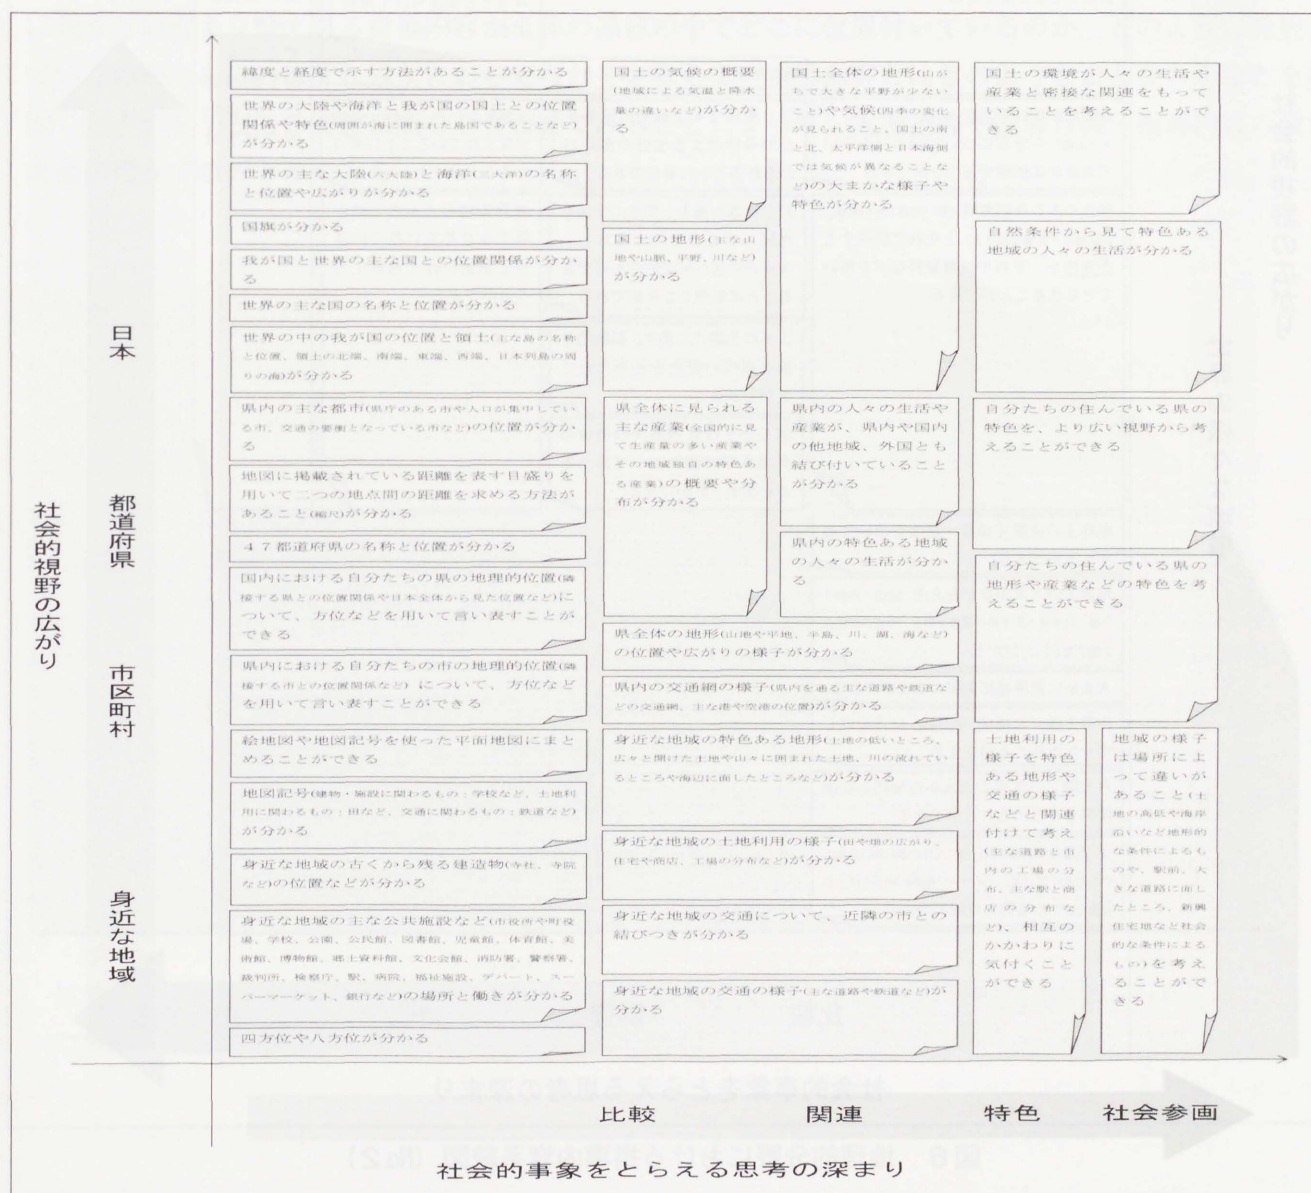 緯度と経度で示す方法があることが分かる
世界の大陸や海洋と我が国の国土との位置
関係や特色(周囲が海に囲まれた島国であることなど)
が分かる
世界の主な大陸(六大陸)と海洋(三大洋)の名称
と位置や広がりが分かる
国旗が分かる
我が国と世界の主な国との位置関係が分か
る
世界の主な国の名称と位置が分かる
世界の中の我が国の位置と領土(主な島の名称
と位置、領土の北端、南端、東端、西端、日本列島の周
りの海)が分かる
県内の主な都市(県庁のある市や人口が集中してい
る市、交通の要衝となっている市など)の位置が分か
る
地図に掲載されている距離を表す目盛りを
用いて二つの地点間の距離を求める方法が
あること(縮尺)が分かる
47都道府県の名称と位置が分かる
国内における自分たちの県の地理的位置(隣
接する県との位置関係や日本全体から見た位置など)に
ついて、方位などを用いて言い表すことが
できる
県内における自分たちの市の地理的位置(隣
接する市との位置関係など)について、方位など
を用いて言い表すことができる
絵地図や地図記号を使った平面地図にまと
めることができる
地図記号(建物・施設に関わるもの:学校など、土地利
用に関わるもの:田など、交通に関わるもの:鉄道など)
が分かる
身近な地域の古くから残る建造物(寺社、寺院
など)の位置などが分かる
身近な地域の主な公共施設など(市役所や町役
場、学校、公園、公民館、図書館、児童館、体育館、美
術館、博物館、郷土資料館、文化会館、消防署、警察署、
裁判所、検察庁、駅、病院、福祉施設、デパート、スー
パーマーケット、銀行など)の場所と働きが分かる
四方位や八方位が分かる
国土の気候の概要
(地域による気温と降水
量の違いなど)が分か
る
国土の地形(主な山
地や山脈、平野、川など)
が分かる
県全体に見られる
主な産業(全国的に見
て生産量の多い産業や
その地域独自の特色あ
る産業)の概要や分
布が分かる
国土全体の地形(山が
ちで大きな平野が少ない
こと)や気候(四季の変化
が見られること、国土の南
と北、太平洋側と日本海側
では気候が異なることな
ど)の大まかな様子や
特色が分かる
県内の人々の生活や
産業が、県内や国内
の他地域、外国とも
結び付いていること
が分かる
県内の特色ある地域
の人々の生活が分か
る
県全体の地形(山地や平地、半島、川、湖、海など)
の位置や広がりの様子が分かる
県内の交通網の様子(県内を通る主な道路や鉄道な
どの交通網、主な港や空港の位置)が分かる
身近な地域の特色ある地形(土地の低いところ、
広々と開けた土地や山々に囲まれた土地、川の流れてい
るところや海辺に面したところなど)が分かる
身近な地域の土地利用の様子(田や畑の広がり、
住宅や商店、工場の分布など)が分かる
身近な地域の交通について、近隣の市との
結びつきが分かる
身近な地域の交通の様子(主な道路や鉄道など)が
分かる
国土の環境が人々の生活や
産業と密接な関連をもって
いることを考えることがで
きる
自然条件から見て特色ある
地域の人々の生活が分かる
自分たちの住んでいる県の
特色を、より広い視野から考
えることができる
自分たちの住んでいる県の
地形や産業などの特色を考
えることができる
土地利用の
様子を特色
ある地形や
交通の様子
などと関連
付けて考え
(主な道路と市
内の工場の分
布、主な駅と商
店の分布な
ど)、相互の
かかわりに
気付くこと
ができる
地域の様子
は場所によ
って違いが
あること(土
地の高低や海岸
沿いなど地形的
な条件によるも
のや、駅前、大
きな道路に面し
たところ、新興
住宅地など社会
的な条件による
もの)を考え
ることがで
きる
日本
都道府県
市区町村
身近な地域
社会的視野の広がり
比較
関連
特色
社会参画
社会的事象をとらえる思考の深まり